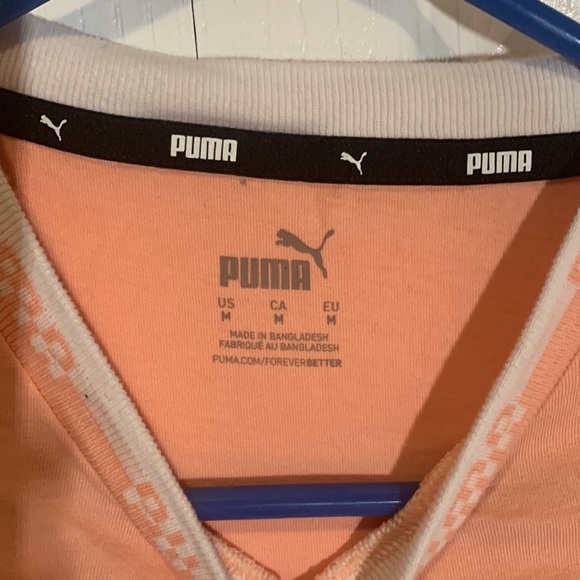 PUMA PUMA
PUMA
US CA EU
M M M
MADE IN BANGLADESH
FABRIQUÉ AU BANGLADESH
PUMA.COM/FOREVERBETTER